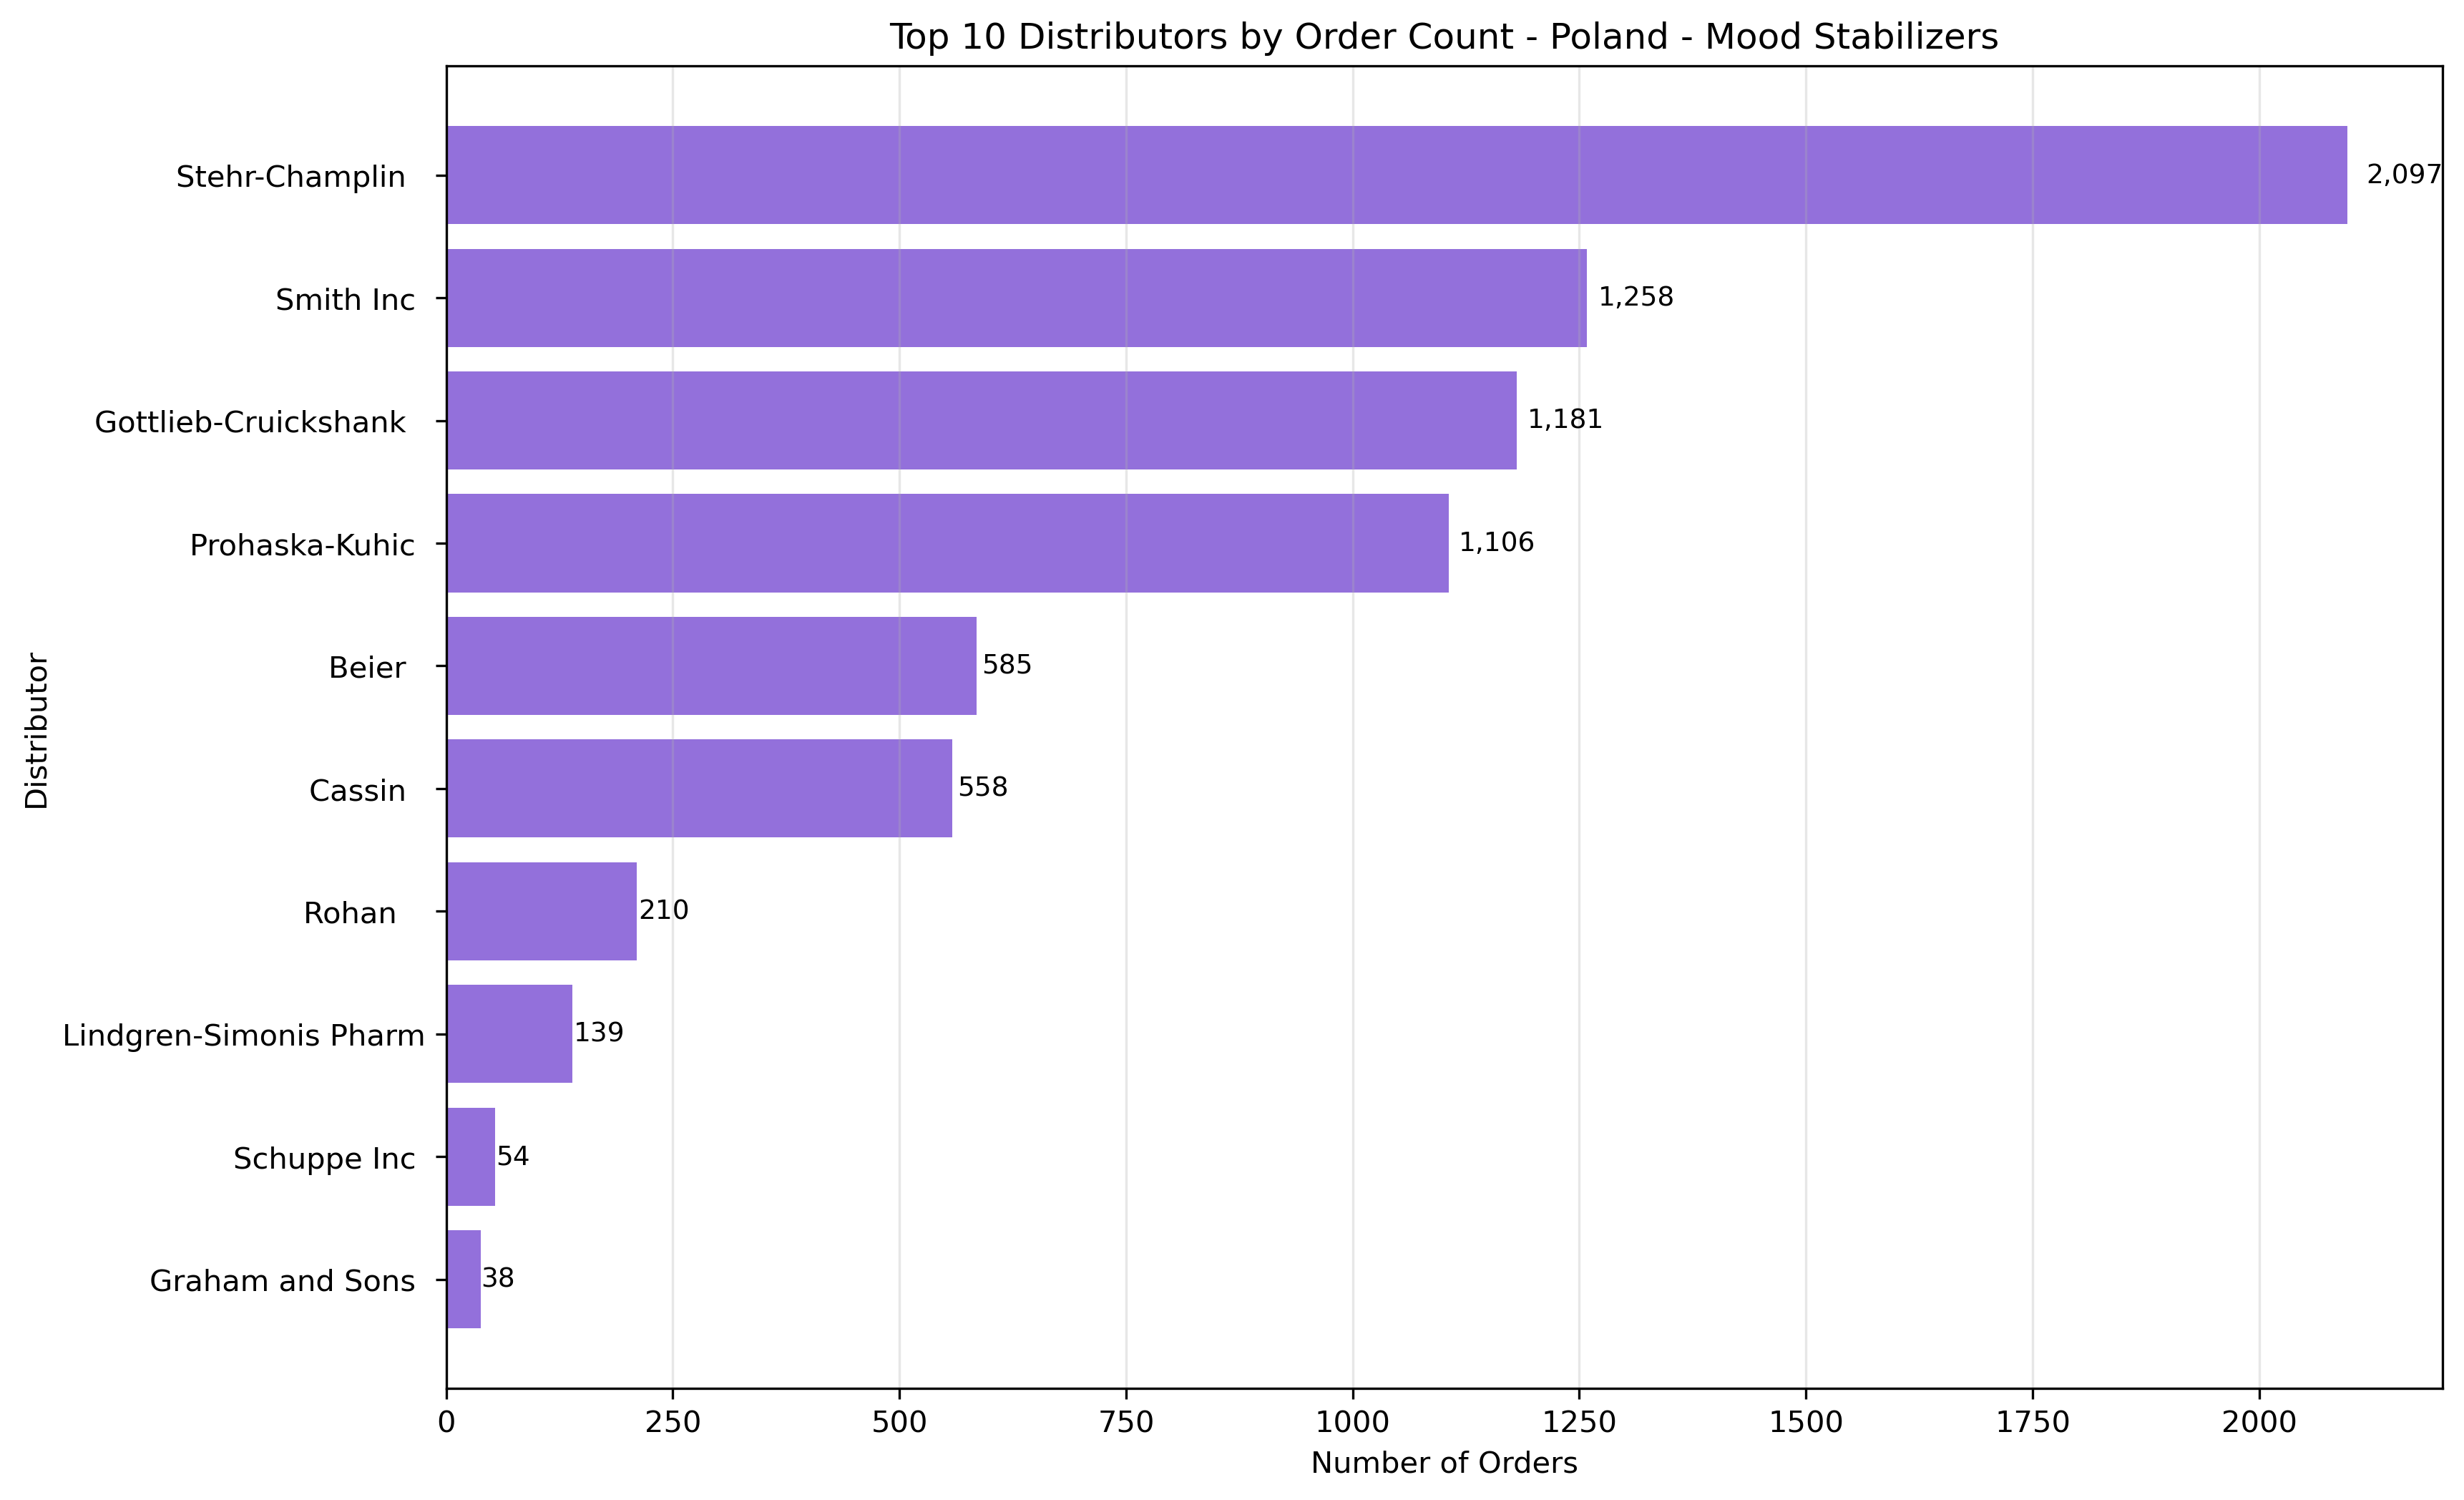 Top 10 Distributors by Order Count - Poland - Mood Stabilizers
Distributor
Stehr-Champlin 2,097
Smith Inc 1,258
Gottlieb-Cruickshank 1,181
Prohaska-Kuhic 1,106
Beier 585
Cassin 558
Rohan 210
Lindgren-Simonis Pharm 139
Schuppe Inc 54
Graham and Sons 38
0 250 500 750 1000 1250 1500 1750 2000
Number of Orders